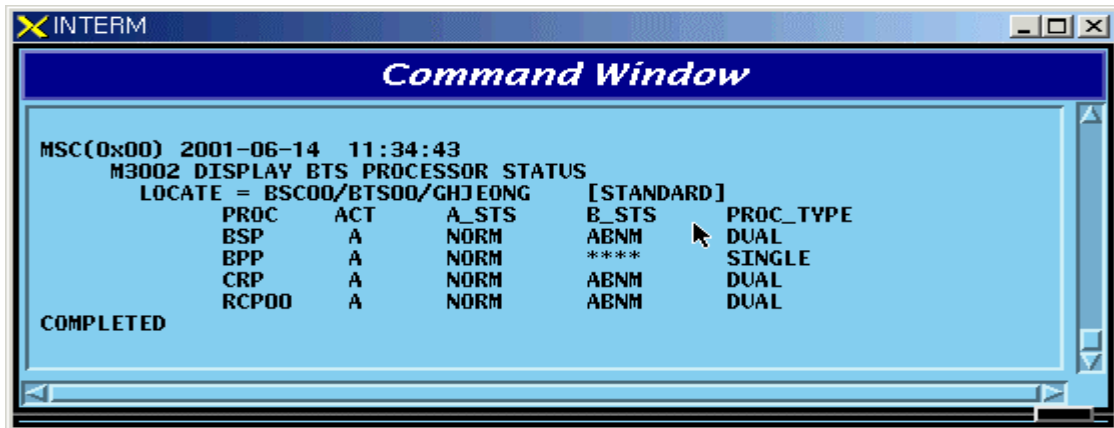 INTERM
Command Window
MSC(0x00) 2001-06-14 11:34:43
M3002 DISPLAY BTS PROCESSOR STATUS
LOCATE = BSC00/BTS00/GHJEONG [STANDARD]
PROC ACT A_STS B_STS PROC_TYPE
BSP A NORM ABNM DUAL
BPP A NORM **** SINGLE
CRP A NORM ABNM DUAL
RCP00 A NORM ABNM DUAL
COMPLETED